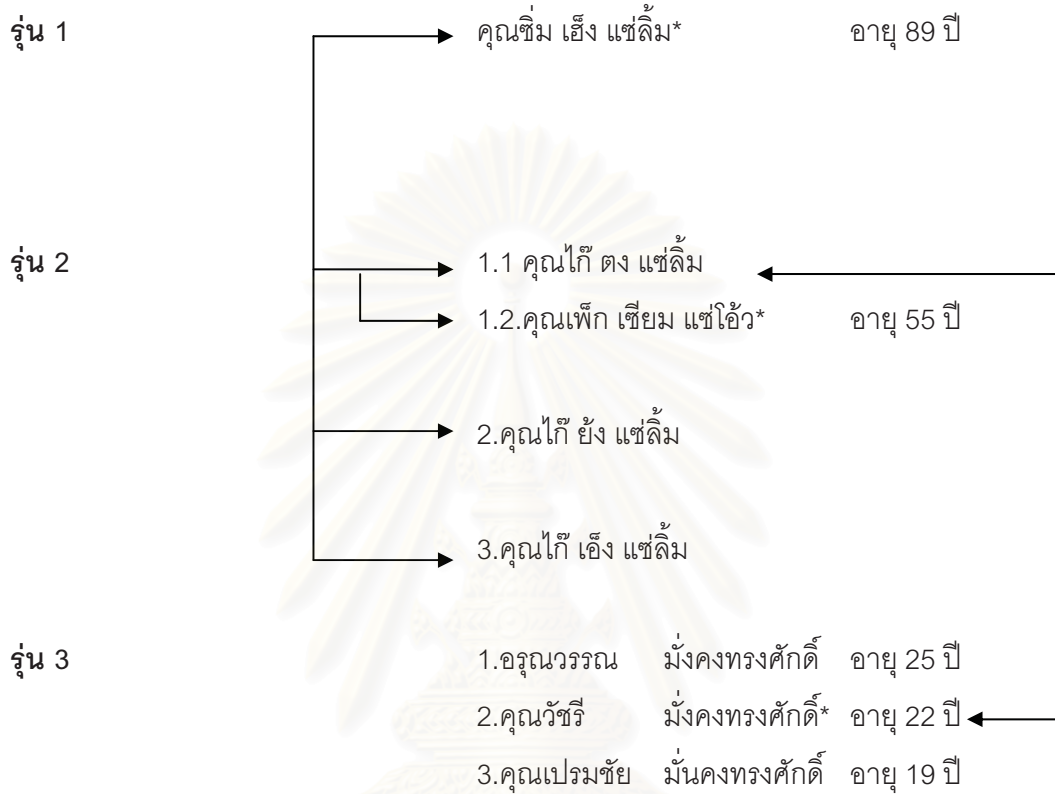 รุ่น 1 คุณซิ่ม เฮ็ง แซ่ลิ้ม* อายุ 89 ปี
รุ่น 2 1.1 คุณไก๊ ตง แซ่ลิ้ม
1.2.คุณเพ็ก เซียม แซ่โอ้ว* อายุ 55 ปี
2.คุณไก๊ ย้ง แซ่ลิ้ม
3.คุณไก๊ เอ็ง แซ่ลิ้ม
รุ่น 3 1.อรุณวรรณ มั่งคงทรงศักดิ์ อายุ 25 ปี
2.คุณวัชรี มั่งคงทรงศักดิ์* อายุ 22 ปี
3.คุณเปรมชัย มั่นคงทรงศักดิ์ อายุ 19 ปี